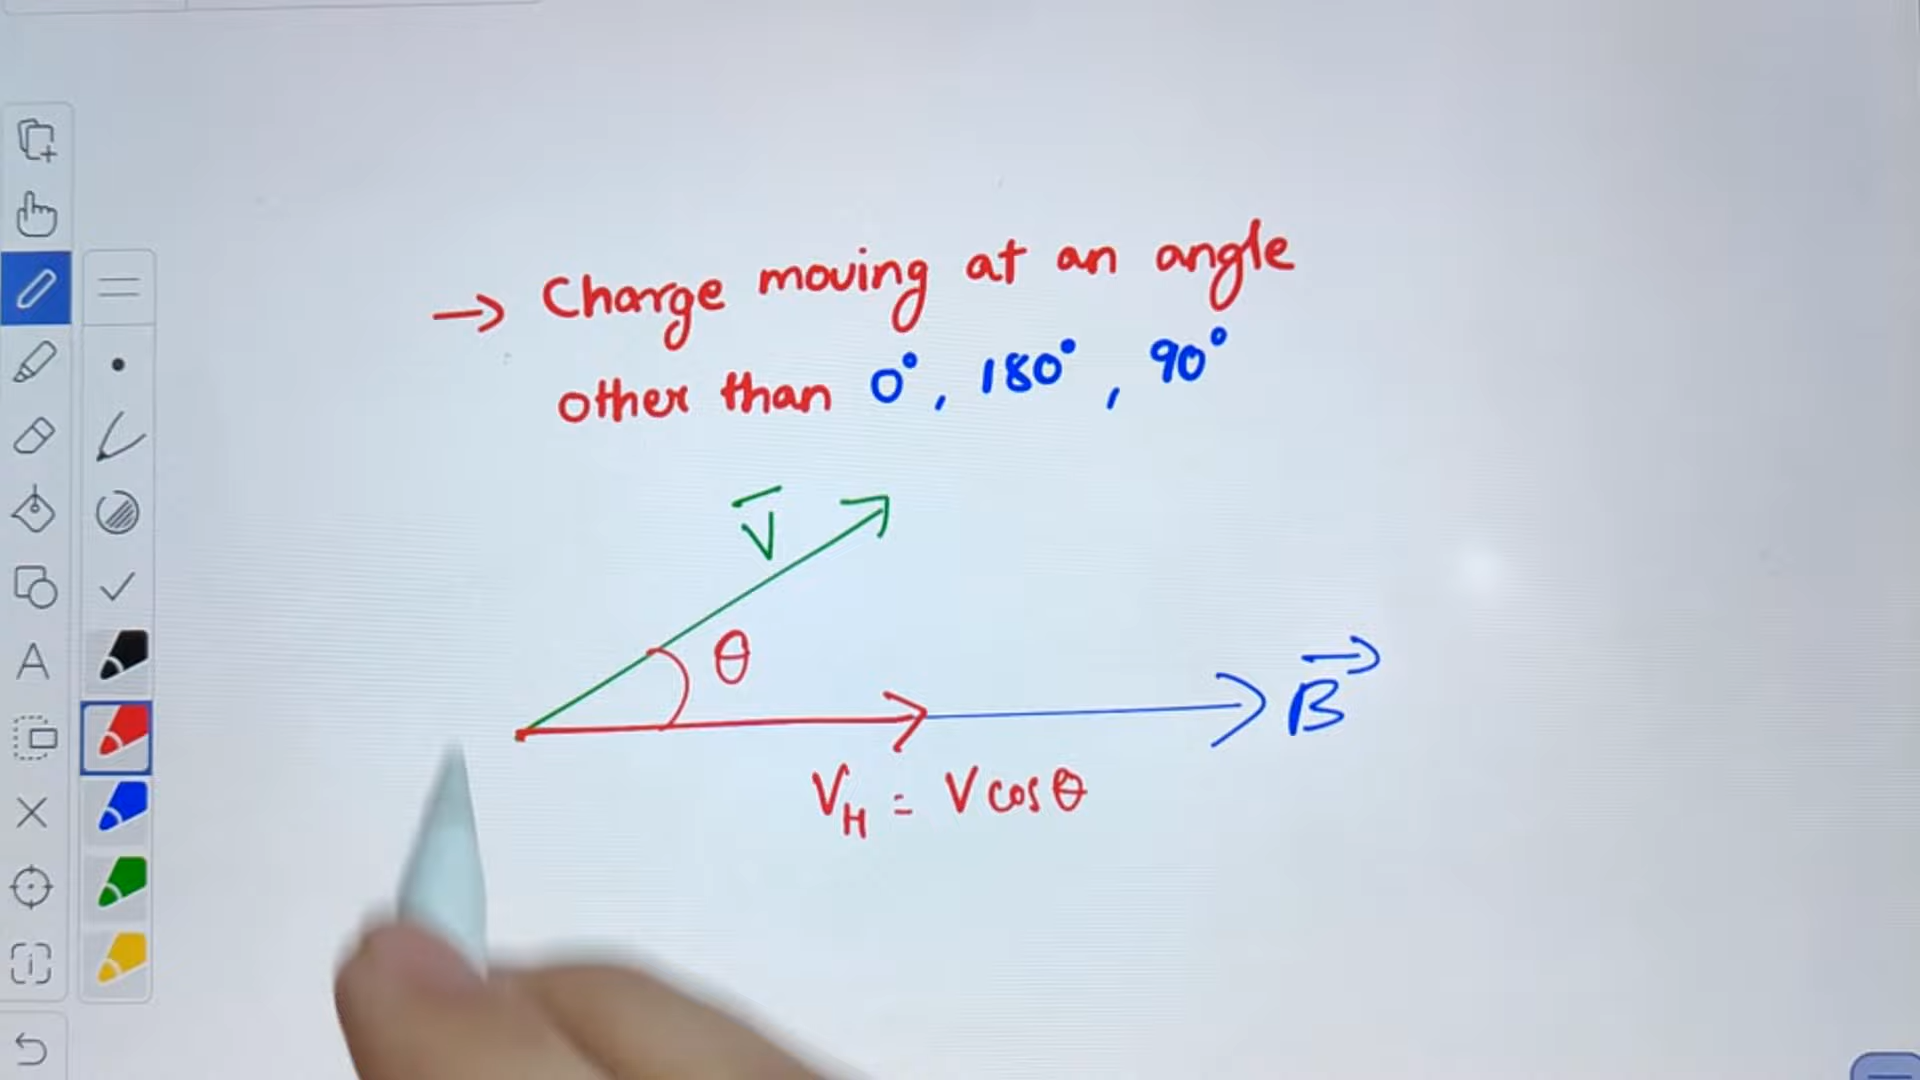 → Charge moving at an angle
other than 0°, 180°, 90°
V
θ
B
V_H = V cos θ